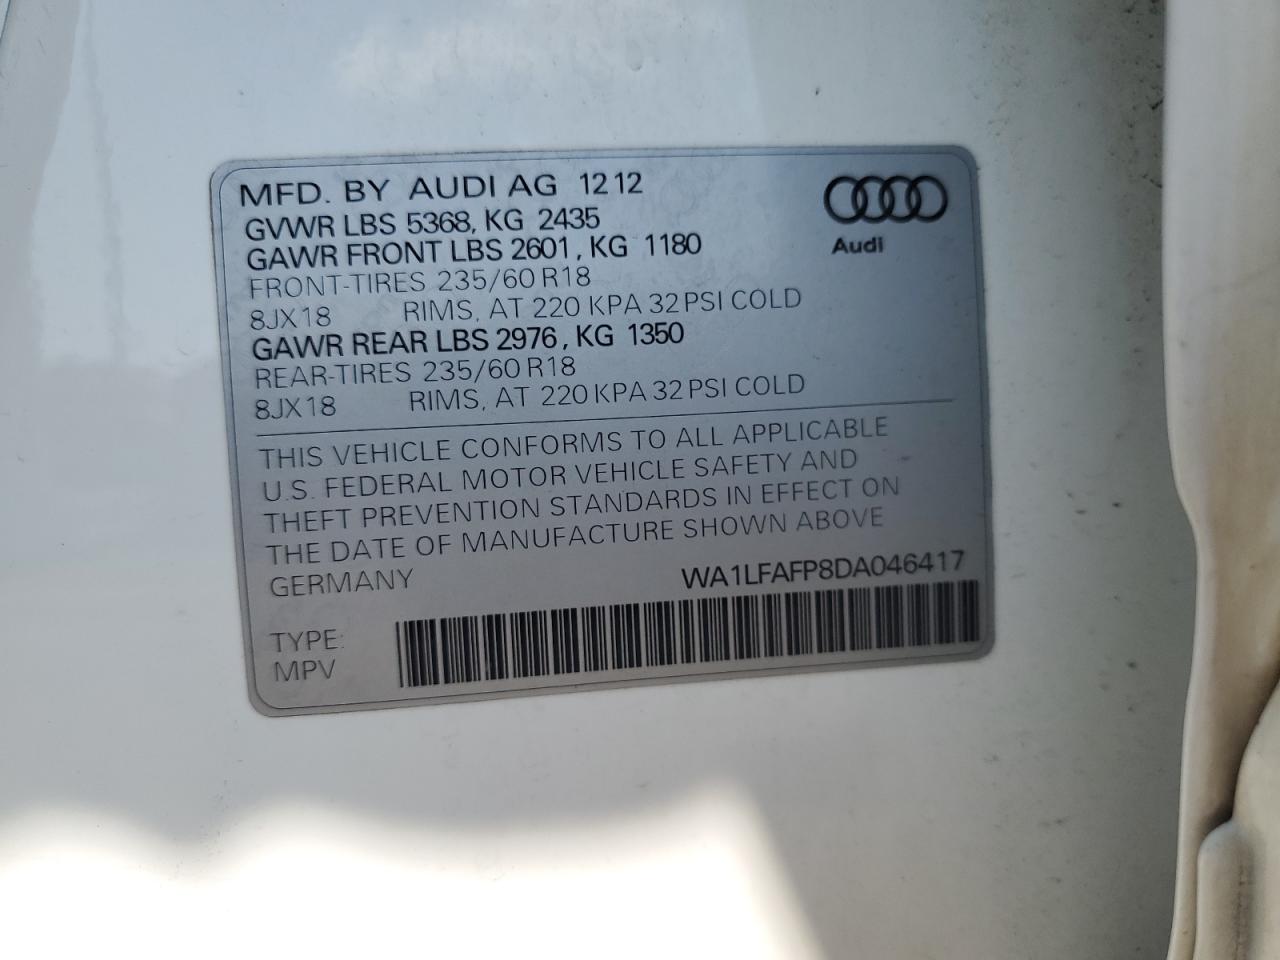 MFD. BY AUDI AG 12 12
GVWR LBS 5368, KG 2435
GAWR FRONT LBS 2601, KG 1180
FRONT-TIRES 235/60 R18
8JX18 RIMS, AT 220 KPA 32 PSI COLD
GAWR REAR LBS 2976, KG 1350
REAR-TIRES 235/60 R18
8JX18 RIMS, AT 220 KPA 32 PSI COLD
Audi
THIS VEHICLE CONFORMS TO ALL APPLICABLE
U.S. FEDERAL MOTOR VEHICLE SAFETY AND
THEFT PREVENTION STANDARDS IN EFFECT ON
THE DATE OF MANUFACTURE SHOWN ABOVE
GERMANY WA1LFAFP8DA046417
TYPE:
MPV